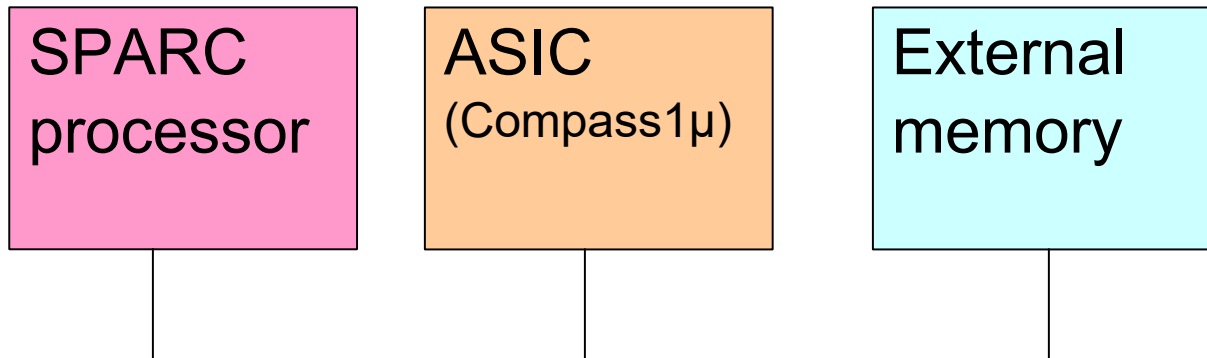 SPARC
processor
ASIC
(Compass1µ)
External
memory